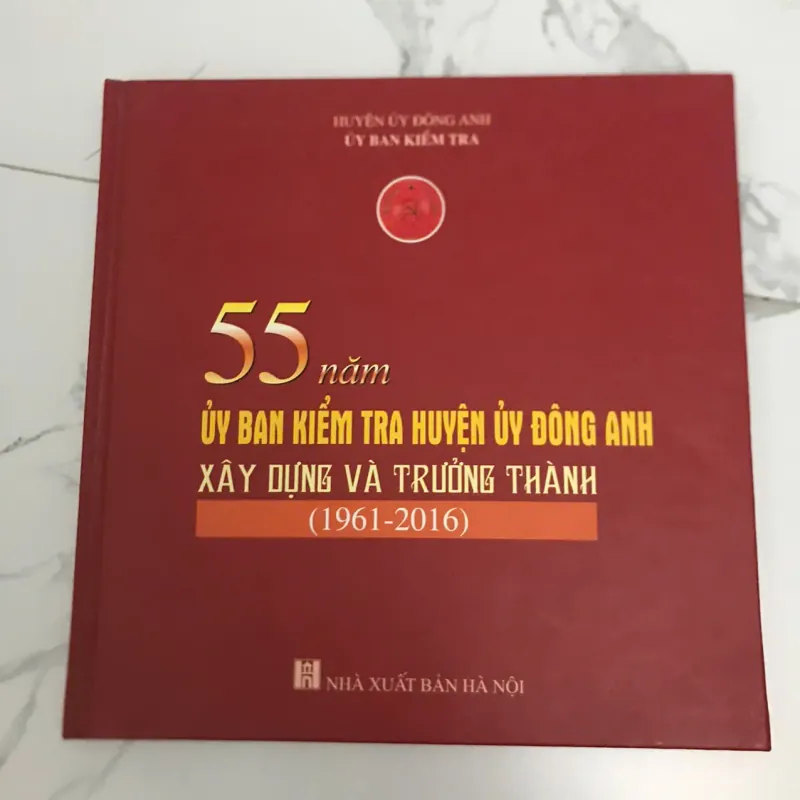 HUYỆN ỦY ĐÔNG ANH
ỦY BAN KIỂM TRA
55 năm
ỦY BAN KIỂM TRA HUYỆN ỦY ĐÔNG ANH
XÂY DỰNG VÀ TRƯỞNG THÀNH
(1961-2016)
NHÀ XUẤT BẢN HÀ NỘI